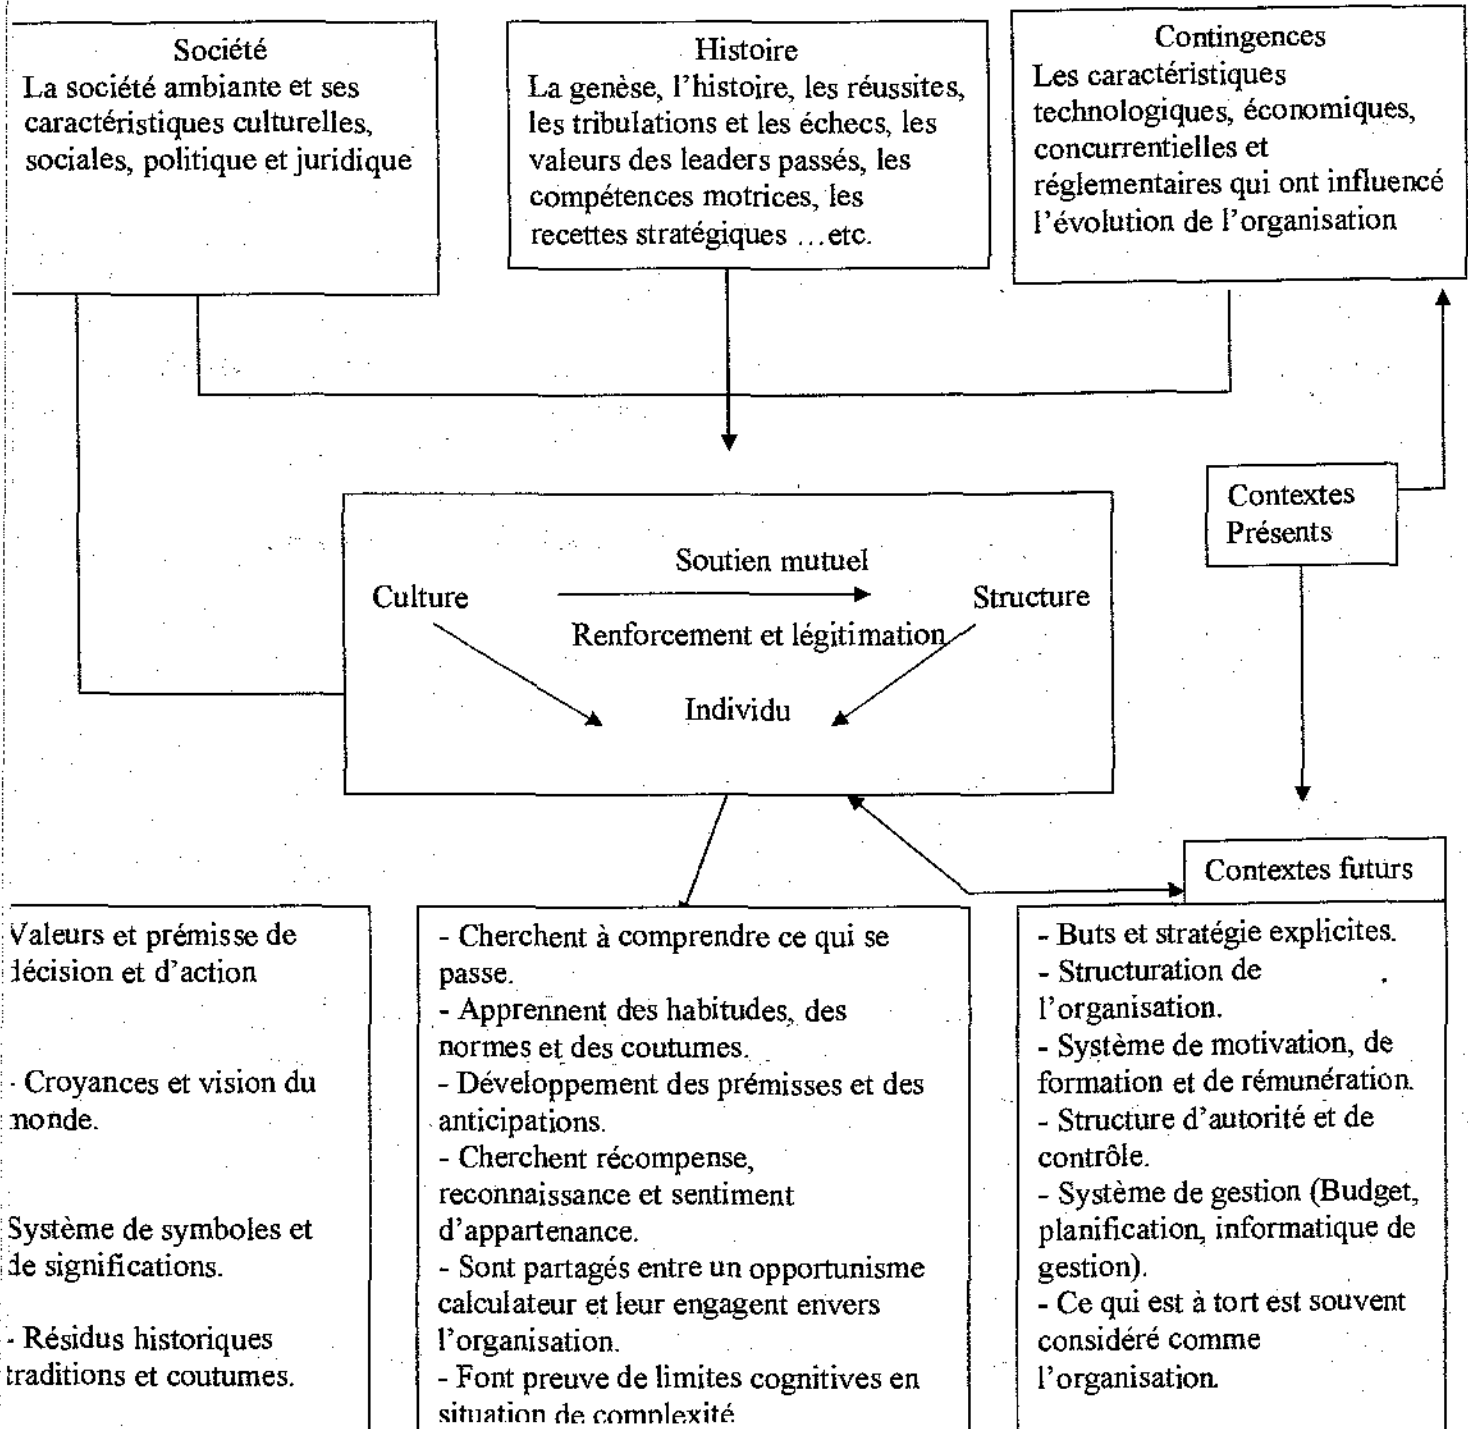 Société
La société ambiante et ses
caractéristiques culturelles,
sociales, politique et juridique
Histoire
La genèse, l'histoire, les réussites,
les tribulations et les échecs, les
valeurs des leaders passés, les
compétences motrices, les
recettes stratégiques ...etc.
Contingences
Les caractéristiques
technologiques, économiques,
concurrentielles et
réglementaires qui ont influencé
l'évolution de l'organisation
Contextes
Présents
Soutien mutuel
Culture
Structure
Renforcement et légitimation
Individu
Contextes futurs
Valeurs et prémisse de
décision et d'action
- Croyances et vision du
monde.
Système de symboles et
de significations.
- Résidus historiques
traditions et coutumes.
- Cherchent à comprendre ce qui se
passe.
- Apprennent des habitudes, des
normes et des coutumes.
- Développement des prémisses et des
anticipations.
- Cherchent récompense,
reconnaissance et sentiment
d'appartenance.
- Sont partagés entre un opportunisme
calculateur et leur engagent envers
l'organisation.
- Font preuve de limites cognitives en
situation de complexité
- Buts et stratégie explicites.
- Structuration de
l'organisation.
- Système de motivation, de
formation et de rémunération.
- Structure d'autorité et de
contrôle.
- Système de gestion (Budget,
planification, informatique de
gestion).
- Ce qui est à tort est souvent
considéré comme
l'organisation.